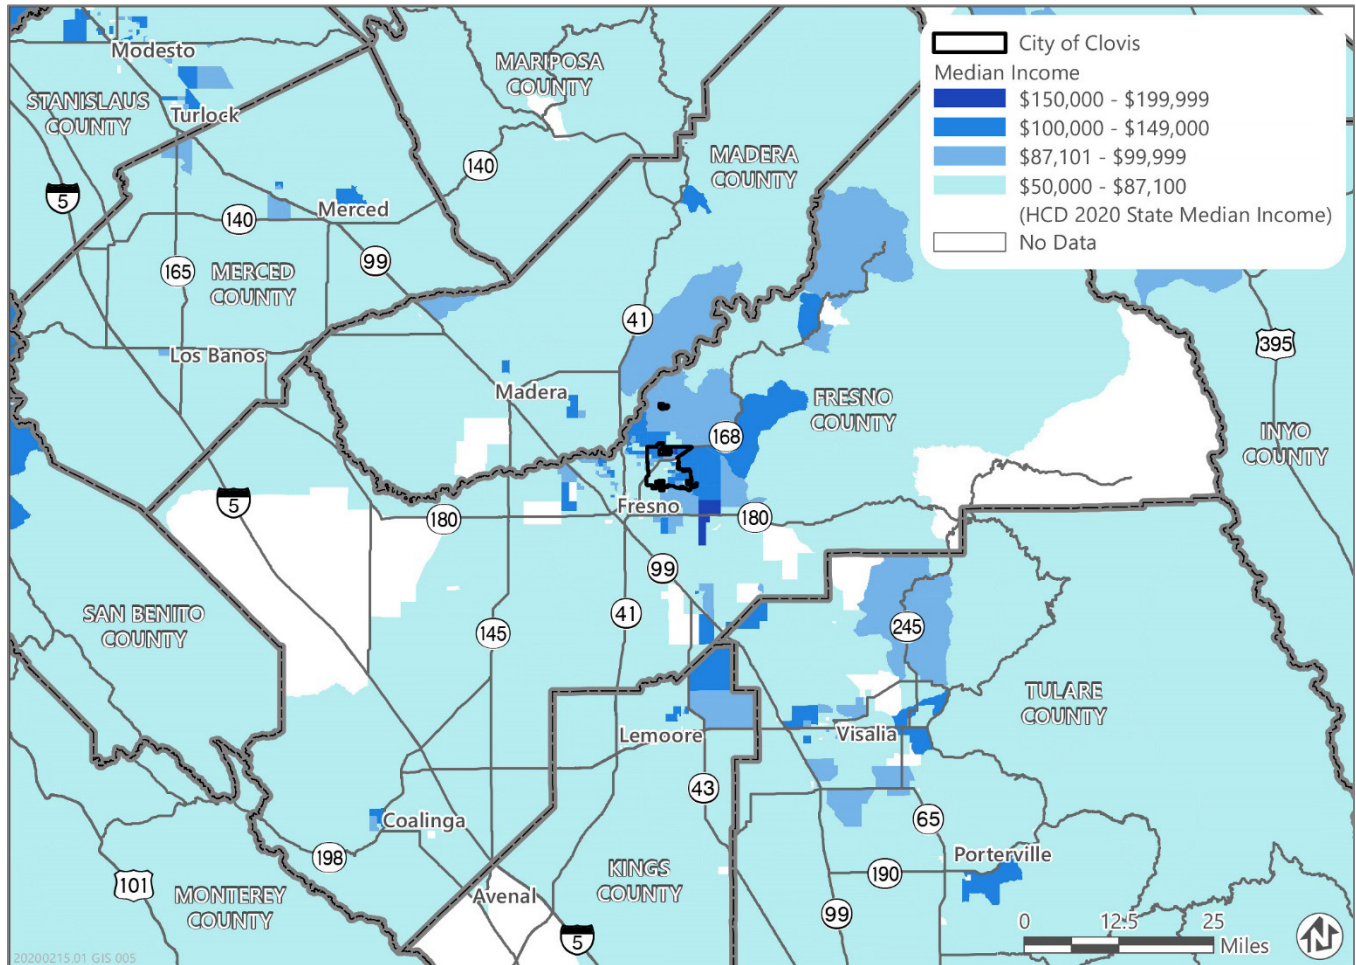 City of Clovis
Median Income
$150,000 - $199,999
$100,000 - $149,000
$87,101 - $99,999
$50,000 - $87,100
(HCD 2020 State Median Income)
No Data
Modesto
MARIPOSA
COUNTY
STANISLAUS
COUNTY
Turlock
140
MADERA
COUNTY
5
140
Merced
165
99
MERCED
COUNTY
41
395
Los Banos
Madera
FRESNO
COUNTY
168
INYO
COUNTY
5
180
Fresno
180
99
SAN BENITO
COUNTY
145
41
245
TULARE
COUNTY
Lemoore
Visalia
43
Coalinga
65
198
Porterville
101
MONTEREY
COUNTY
Avenal
KINGS
COUNTY
190
99
5
0 12.5 25
Miles
N
20200215.01 GIS 005